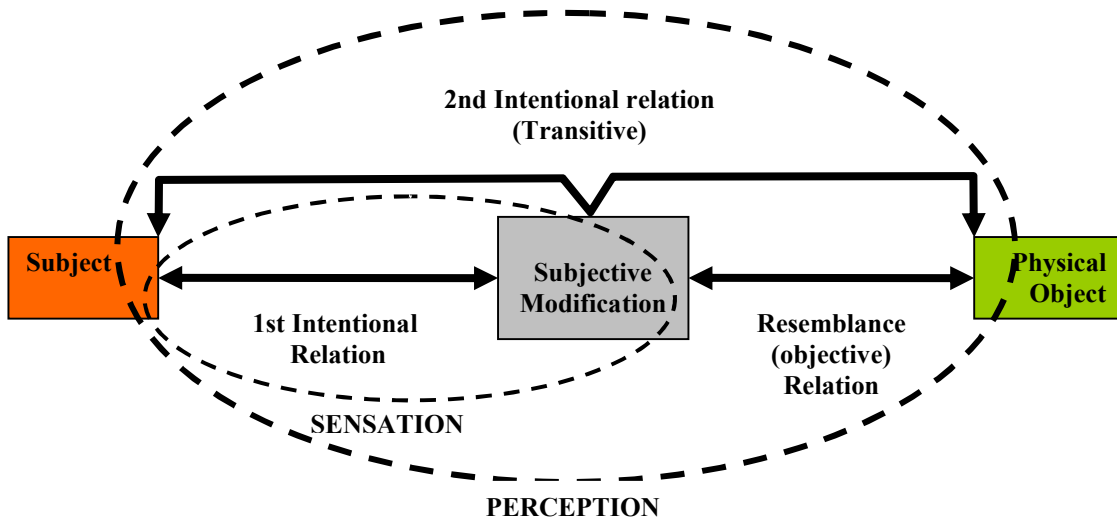 2nd Intentional relation
(Transitive)
Subject
Subjective
Modification
Physical
Object
1st Intentional
Relation
Resemblance
(objective)
Relation
SENSATION
PERCEPTION